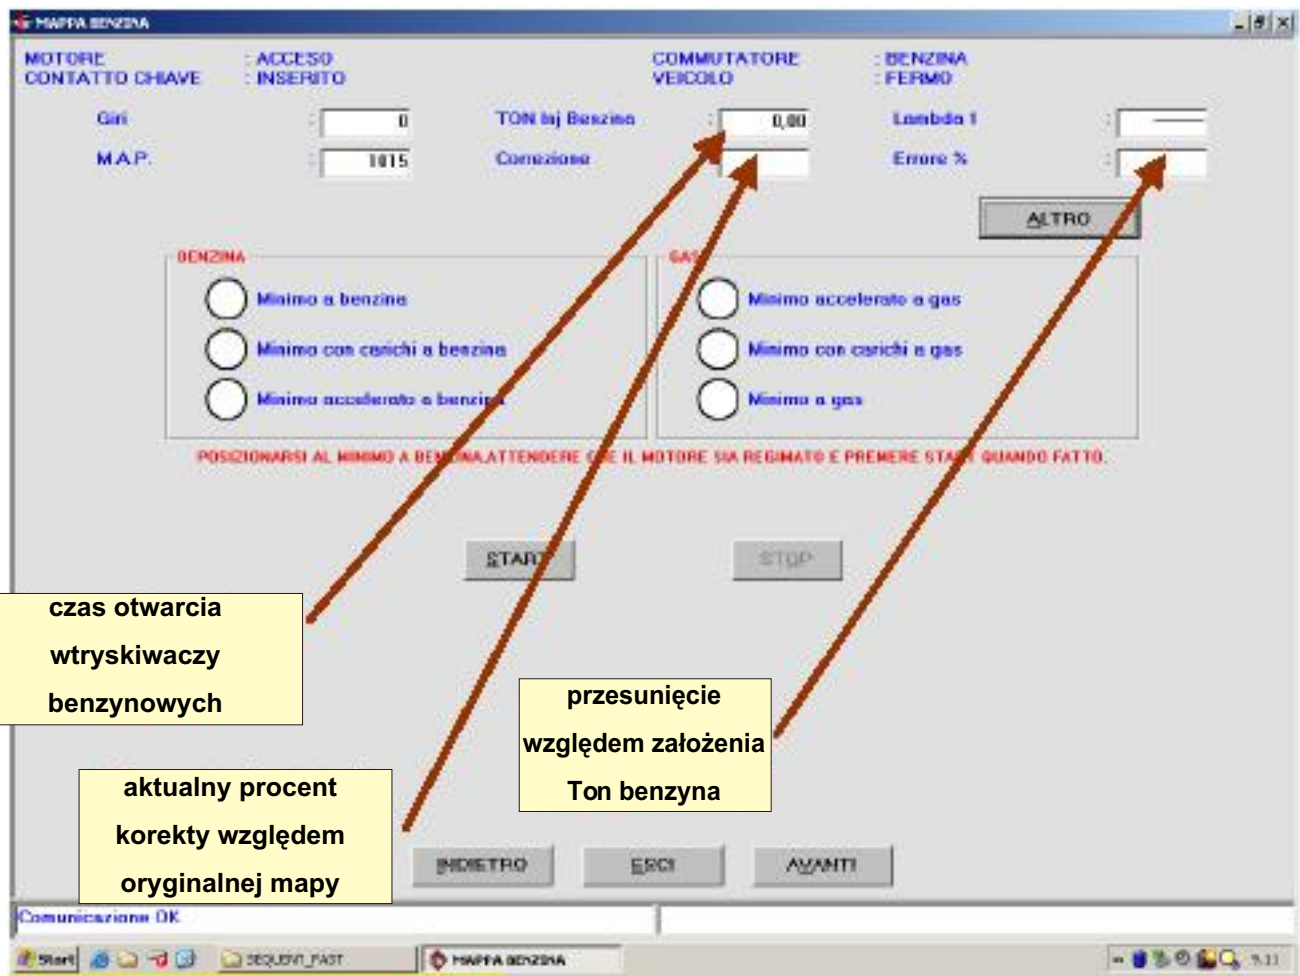 MAPPA BENZINA
MOTORE : ACCESO COMMUTATORE : BENZINA
CONTATTO CHIAVE : INSERITO VEICOLO : FERMO
Giri : 0 TON Inj Benzina : 0,00 Lambda 1 : -----
M.A.P. : 1015 Correzione Errore % :
ALTRO
BENZINA GAS
Minimo a benzina Minimo accelerato a gas
Minimo con carichi a benzina Minimo con carichi a gas
Minimo accelerato a benzina Minimo a gas
POSIZIONARSI AL MINIMO A BENZINA,ATTENDERE CHE IL MOTORE SIA REGIMATO E PREMERE START QUANDO FATTO.
START STOP
czas otwarcia
wtryskiwaczy
benzynowych
przesunięcie
względem założenia
Ton benzyna
aktualny procent
korekty względem
oryginalnej mapy
INDIETRO ESCI AVANTI
Comunicazione OK
Start SEQUENT_FAST MAPPA BENZINA 9.11